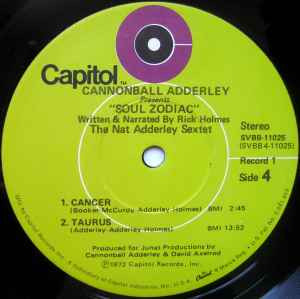 Capitol™
CANNONBALL ADDERLEY
Presents
"SOUL ZODIAC"
Written & Narrated By Rick Holmes
The Nat Adderley Sextet
Stereo
SVBB-11025
(SVBB4-11025)
Record 1
Side 4
1. CANCER
(Booker McCurdy Adderley Holmes) BMI 2:45
2. TAURUS
(Adderley Adderley Holmes) BMI 13:52
Produced for Junat Productions by
Cannonball Adderley & David Axelrod
℗1972 Capitol Records, Inc.